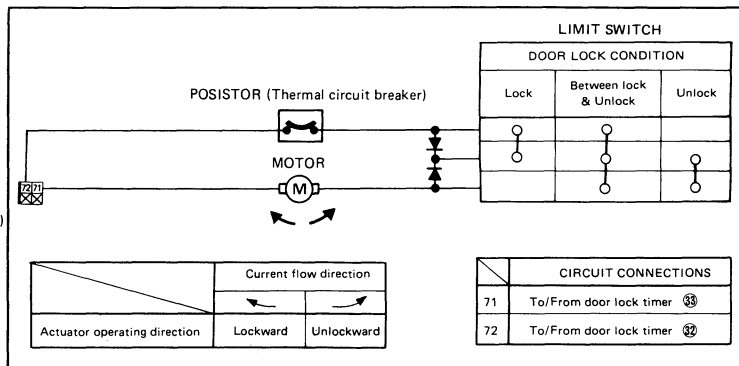 LIMIT SWITCH
DOOR LOCK CONDITION
Lock
Between lock
& Unlock
Unlock
POSISTOR (Thermal circuit breaker)
MOTOR
M
72 71
)
Current flow direction
Actuator operating direction
Lockward
Unlockward
CIRCUIT CONNECTIONS
71 To/From door lock timer ㉝
72 To/From door lock timer ㉜